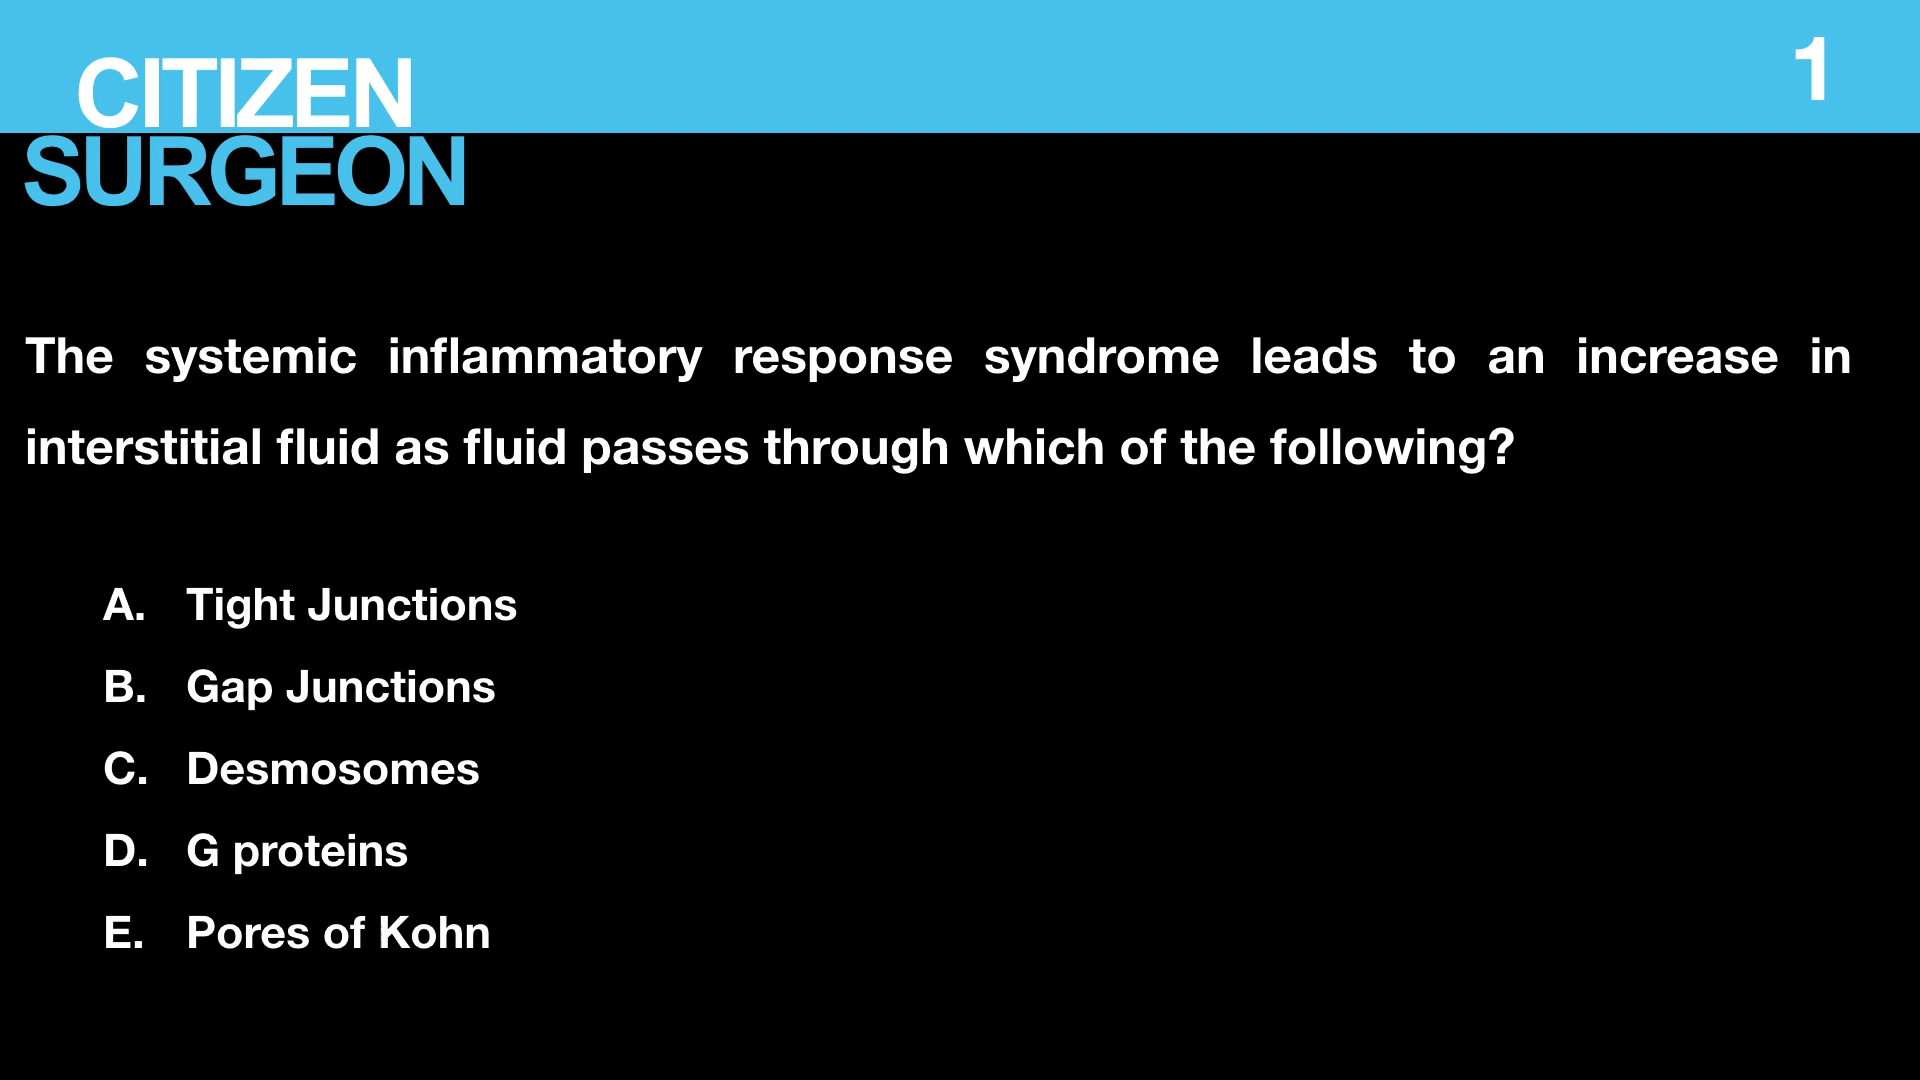 1
CITIZEN
SURGEON
The systemic inflammatory response syndrome leads to an increase in
interstitial fluid as fluid passes through which of the following?
A. Tight Junctions
B. Gap Junctions
C. Desmosomes
D. G proteins
E. Pores of Kohn